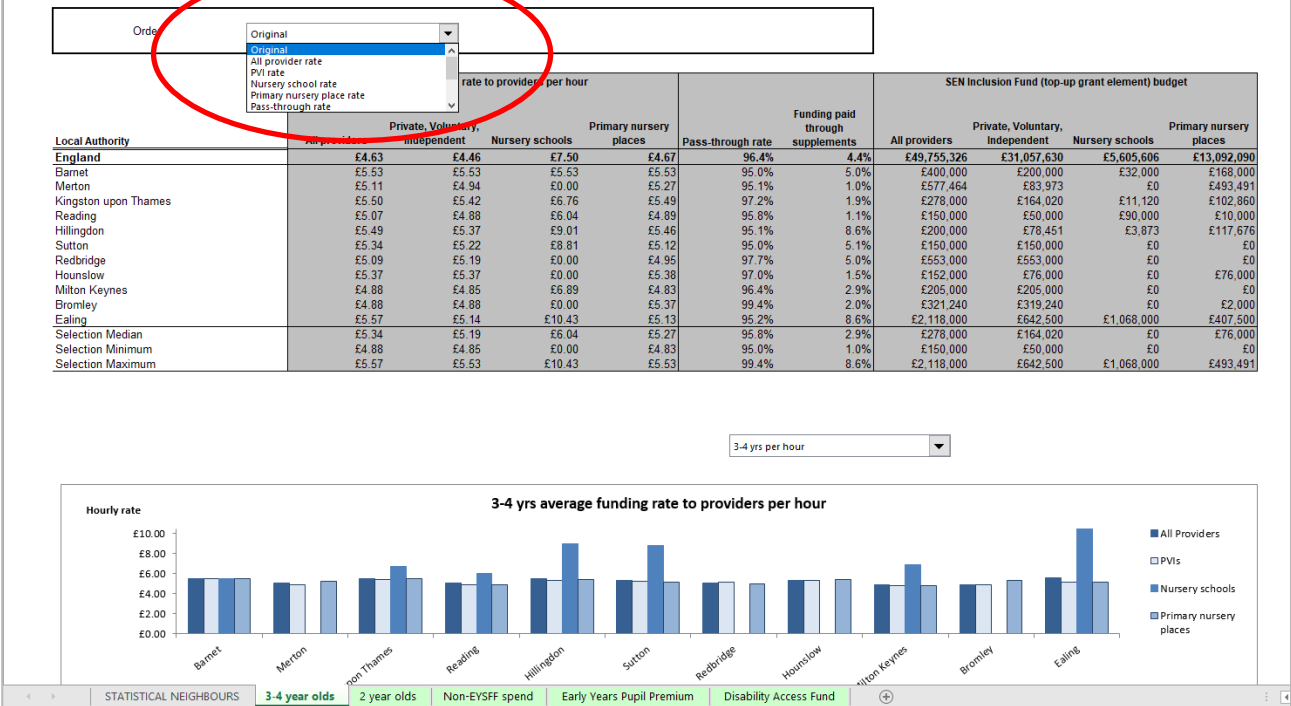 Orde
Original
Original
All provider rate
PVI rate
Nursery school rate
Primary nursery place rate
Pass-through rate
rate to providers per hour
SEN Inclusion Fund (top-up grant element) budget
Local Authority All providers Private, Voluntary, Independent Nursery schools Primary nursery places Pass-through rate Funding paid through supplements All providers Private, Voluntary, Independent Nursery schools Primary nursery places
England £4.63 £4.46 £7.50 £4.67 96.4% 4.4% £49,755,326 £31,057,630 £5,605,606 £13,092,090
Barnet £5.53 £5.53 £5.53 £5.53 95.0% 5.0% £400,000 £200,000 £32,000 £168,000
Merton £5.11 £4.94 £0.00 £5.27 95.1% 1.0% £577,464 £83,973 £0 £493,491
Kingston upon Thames £5.50 £5.42 £6.76 £5.49 97.2% 1.9% £278,000 £164,020 £11,120 £102,860
Reading £5.07 £4.88 £6.04 £4.89 95.8% 1.1% £150,000 £50,000 £90,000 £10,000
Hillingdon £5.49 £5.37 £9.01 £5.46 95.1% 8.6% £200,000 £78,451 £3,873 £117,676
Sutton £5.34 £5.22 £8.81 £5.12 95.0% 5.1% £150,000 £150,000 £0 £0
Redbridge £5.09 £5.19 £0.00 £4.95 97.7% 5.0% £553,000 £553,000 £0 £0
Hounslow £5.37 £5.37 £0.00 £5.38 97.0% 1.5% £152,000 £76,000 £0 £76,000
Milton Keynes £4.88 £4.85 £6.89 £4.83 96.4% 2.9% £205,000 £205,000 £0 £0
Bromley £4.88 £4.88 £0.00 £5.37 99.4% 2.0% £321,240 £319,240 £0 £2,000
Ealing £5.57 £5.14 £10.43 £5.13 95.2% 8.6% £2,118,000 £642,500 £1,068,000 £407,500
Selection Median £5.34 £5.19 £6.04 £5.27 95.8% 2.9% £278,000 £164,020 £0 £76,000
Selection Minimum £4.88 £4.85 £0.00 £4.83 95.0% 1.0% £150,000 £50,000 £0 £0
Selection Maximum £5.57 £5.53 £10.43 £5.53 99.4% 8.6% £2,118,000 £642,500 £1,068,000 £493,491
3-4 yrs per hour
3-4 yrs average funding rate to providers per hour
Hourly rate
£10.00
£8.00
£6.00
£4.00
£2.00
£0.00
All Providers
PVIs
Nursery schools
Primary nursery
places
Barnet Merton pon Thames Reading Hillingdon Sutton Redbridge Hounslow ilton Keynes Bromley Ealing
STATISTICAL NEIGHBOURS 3-4 year olds 2 year olds Non-EYSFF spend Early Years Pupil Premium Disability Access Fund